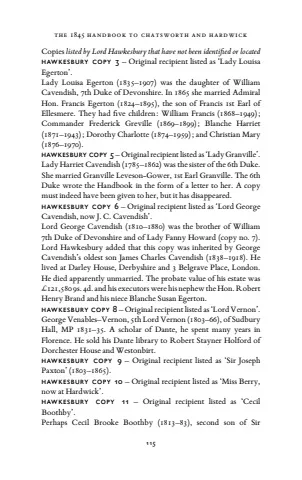 THE 1845 HANDBOOK TO CHATSWORTH AND HARDWICK
Copies listed by Lord Hawkesbury that have not been identified or located
HAWKESBURY COPY 3 – Original recipient listed as ‘Lady Louisa
Egerton’.
Lady Louisa Egerton (1835–1907) was the daughter of William
Cavendish, 7th Duke of Devonshire. In 1865 she married Admiral
Hon. Francis Egerton (1824–1895), the son of Francis 1st Earl of
Ellesmere. They had five children: William Francis (1868–1949);
Commander Frederic Greville (1869–1899); Blanche Harriet
(1871–1943); Dorothy Charlotte (1874–1959); and Christian Mary
(1876–1970).
HAWKESBURY COPY 5 – Original recipient listed as ‘Lady Granville’.
Lady Harriet Cavendish (1785–1862) was the sister of the 6th Duke.
She married Granville Leveson-Gower, 1st Earl Granville. The 6th
Duke wrote the Handbook in the form of a letter to her. A copy
must indeed have been given to her, but it has disappeared.
HAWKESBURY COPY 6 – Original recipient listed as ‘Lord George
Cavendish, now J. C. Cavendish’.
Lord George Cavendish (1810–1880) was the brother of William
7th Duke of Devonshire and of Lady Fanny Howard (copy no. 7).
Lord Hawkesbury added that this copy was inherited by George
Cavendish’s oldest son James Charles Cavendish (1838–1918). He
lived at Darley House, Derbyshire and 3 Belgrave Place, London.
He died apparently unmarried. The probate value of his estate was
£121,580 9s. 4d. and his executors were his nephew the Hon. Robert
Henry Brand and his niece Blanche Susan Egerton.
HAWKESBURY COPY 8 – Original recipient listed as ‘Lord Vernon’.
George Venables–Vernon, 5th Lord Vernon (1803–66), of Sudbury
Hall, MP 1831–35. A scholar of Dante, he spent many years in
Florence. He sold his Dante library to Robert Stayner Holford of
Dorchester House and Westonbirt.
HAWKESBURY COPY 9 – Original recipient listed as ‘Sir Joseph
Paxton’ (1803–1865).
HAWKESBURY COPY 10 – Original recipient listed as ‘Miss Berry,
now at Hardwick’.
HAWKESBURY COPY 11 – Original recipient listed as ‘Cecil
Boothby’.
Perhaps Cecil Brooke Boothby (1813–83), second son of Sir
115